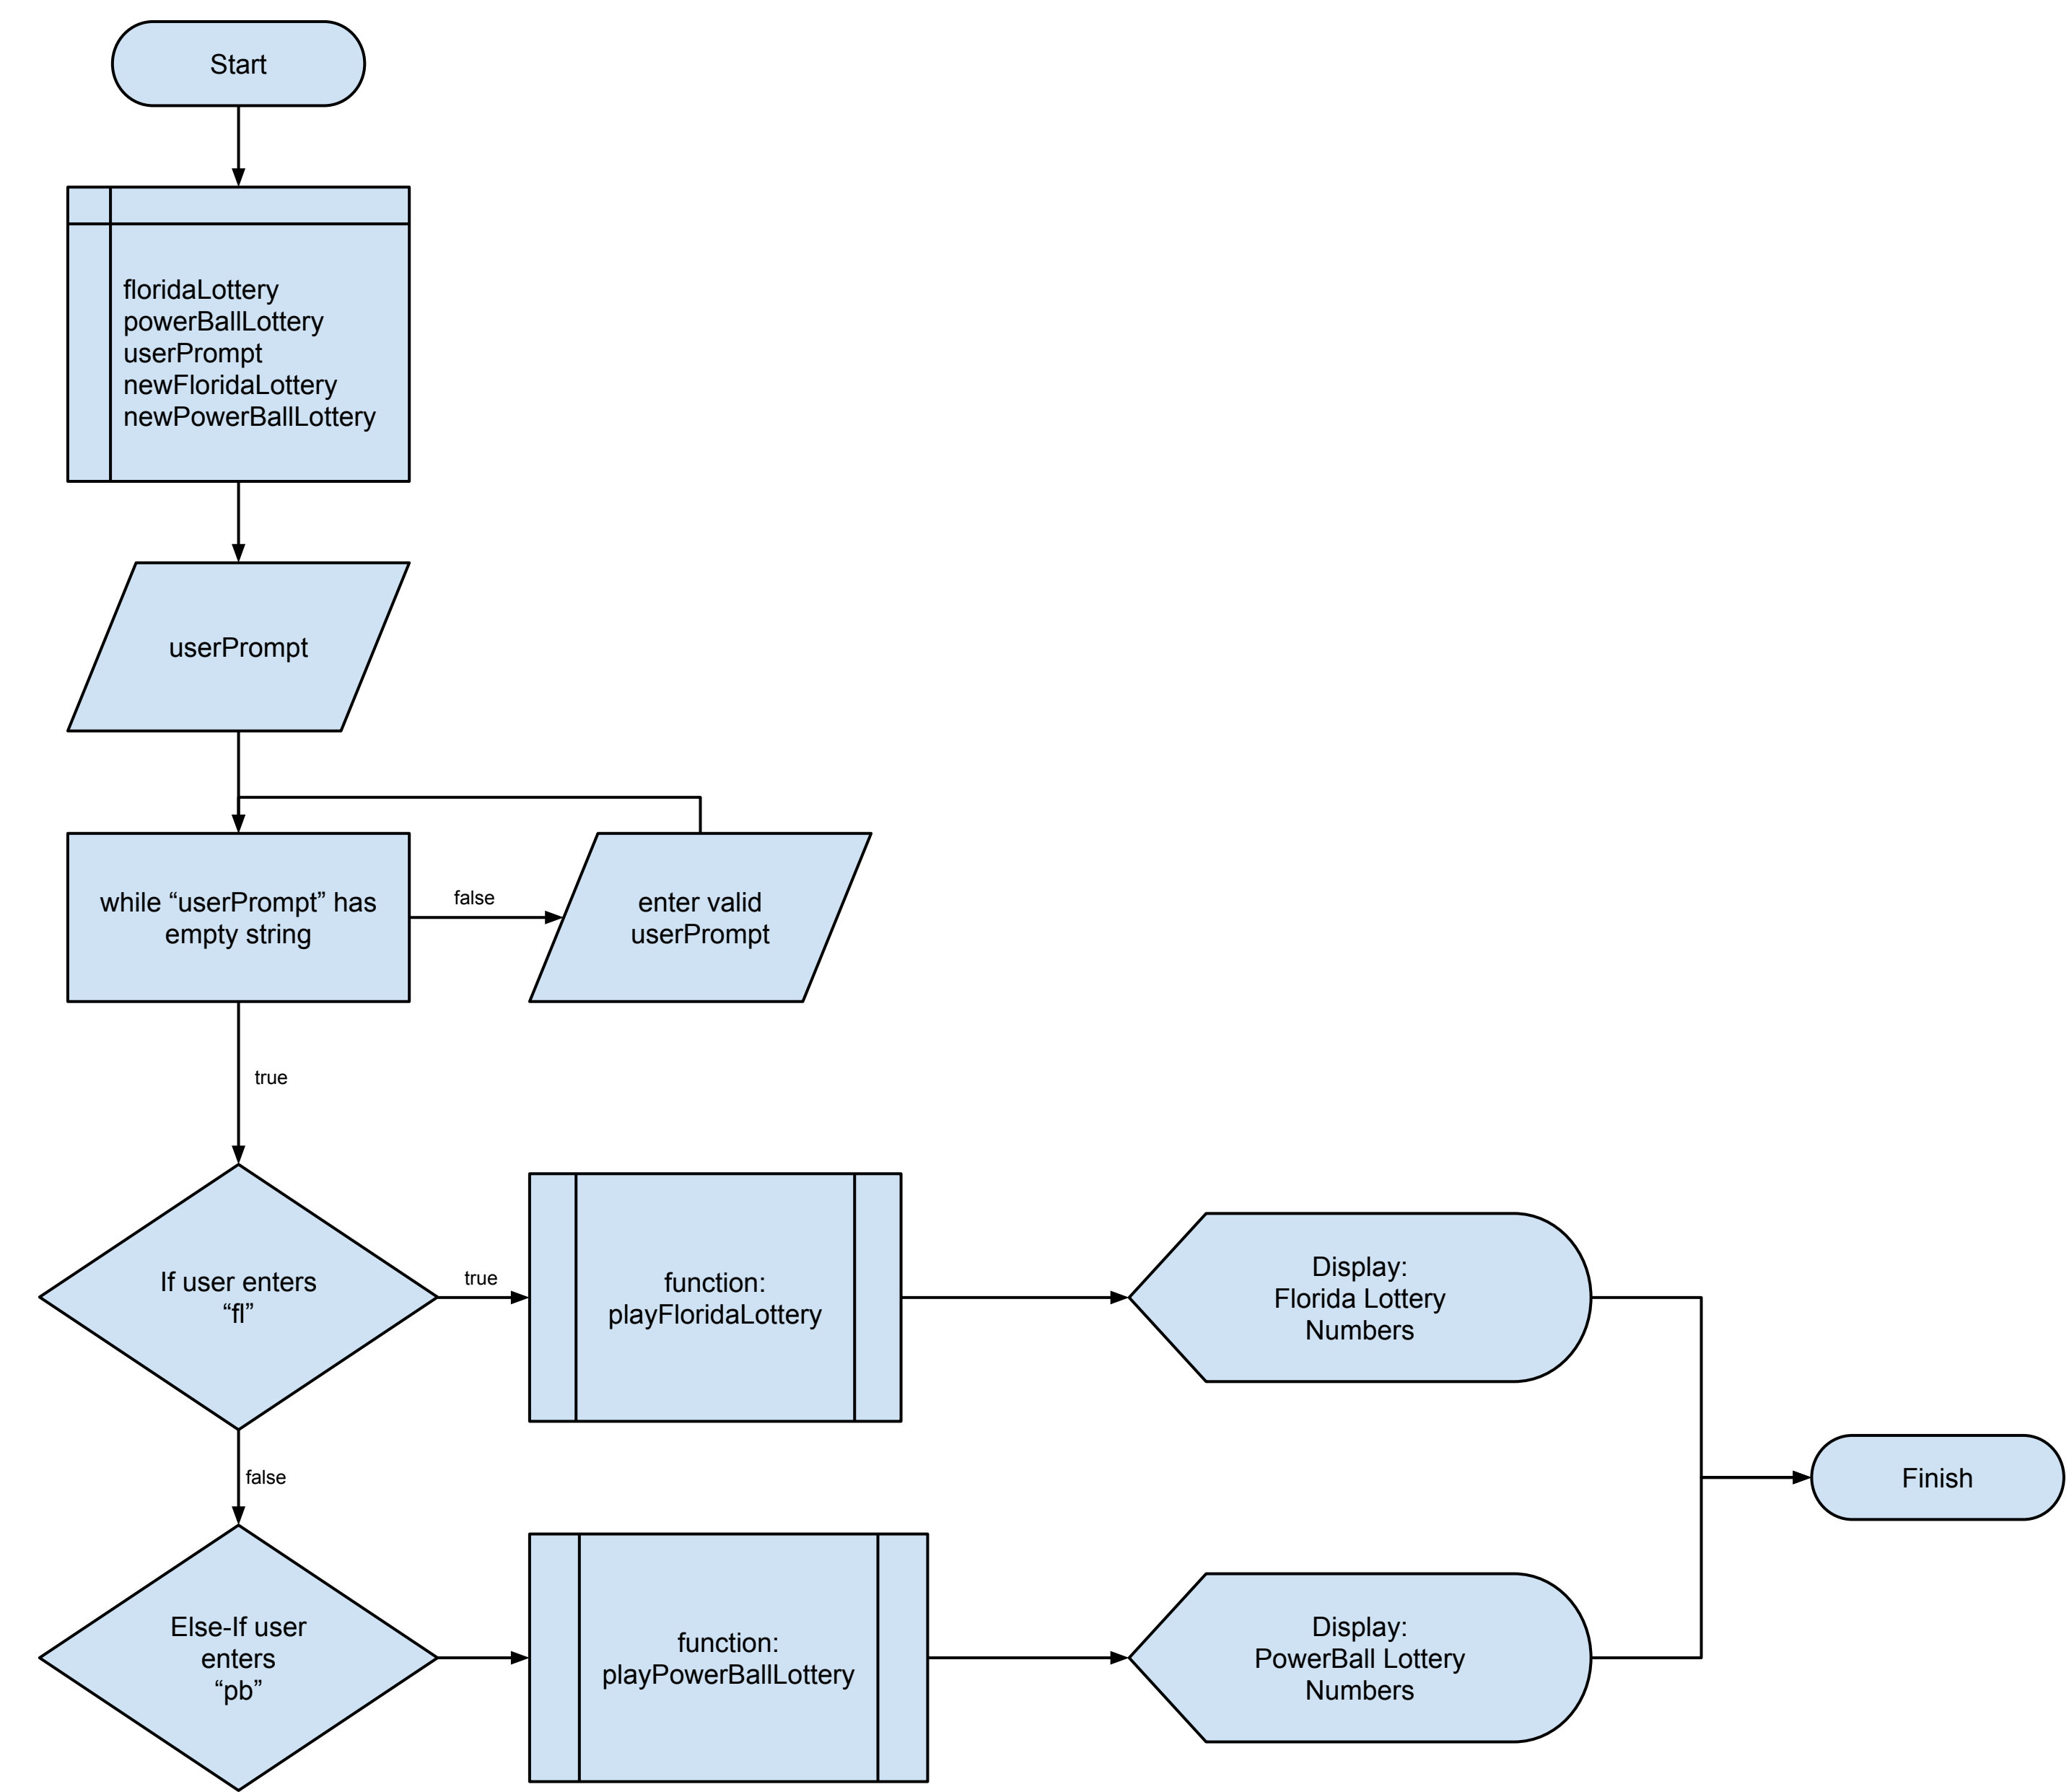 Start
floridaLottery
powerBallLottery
userPrompt
newFloridaLottery
newPowerBallLottery
userPrompt
while “userPrompt” has
empty string
false
enter valid
userPrompt
true
If user enters
“fl”
true
function:
playFloridaLottery
Display:
Florida Lottery
Numbers
false
Finish
Else-If user
enters
“pb”
function:
playPowerBallLottery
Display:
PowerBall Lottery
Numbers